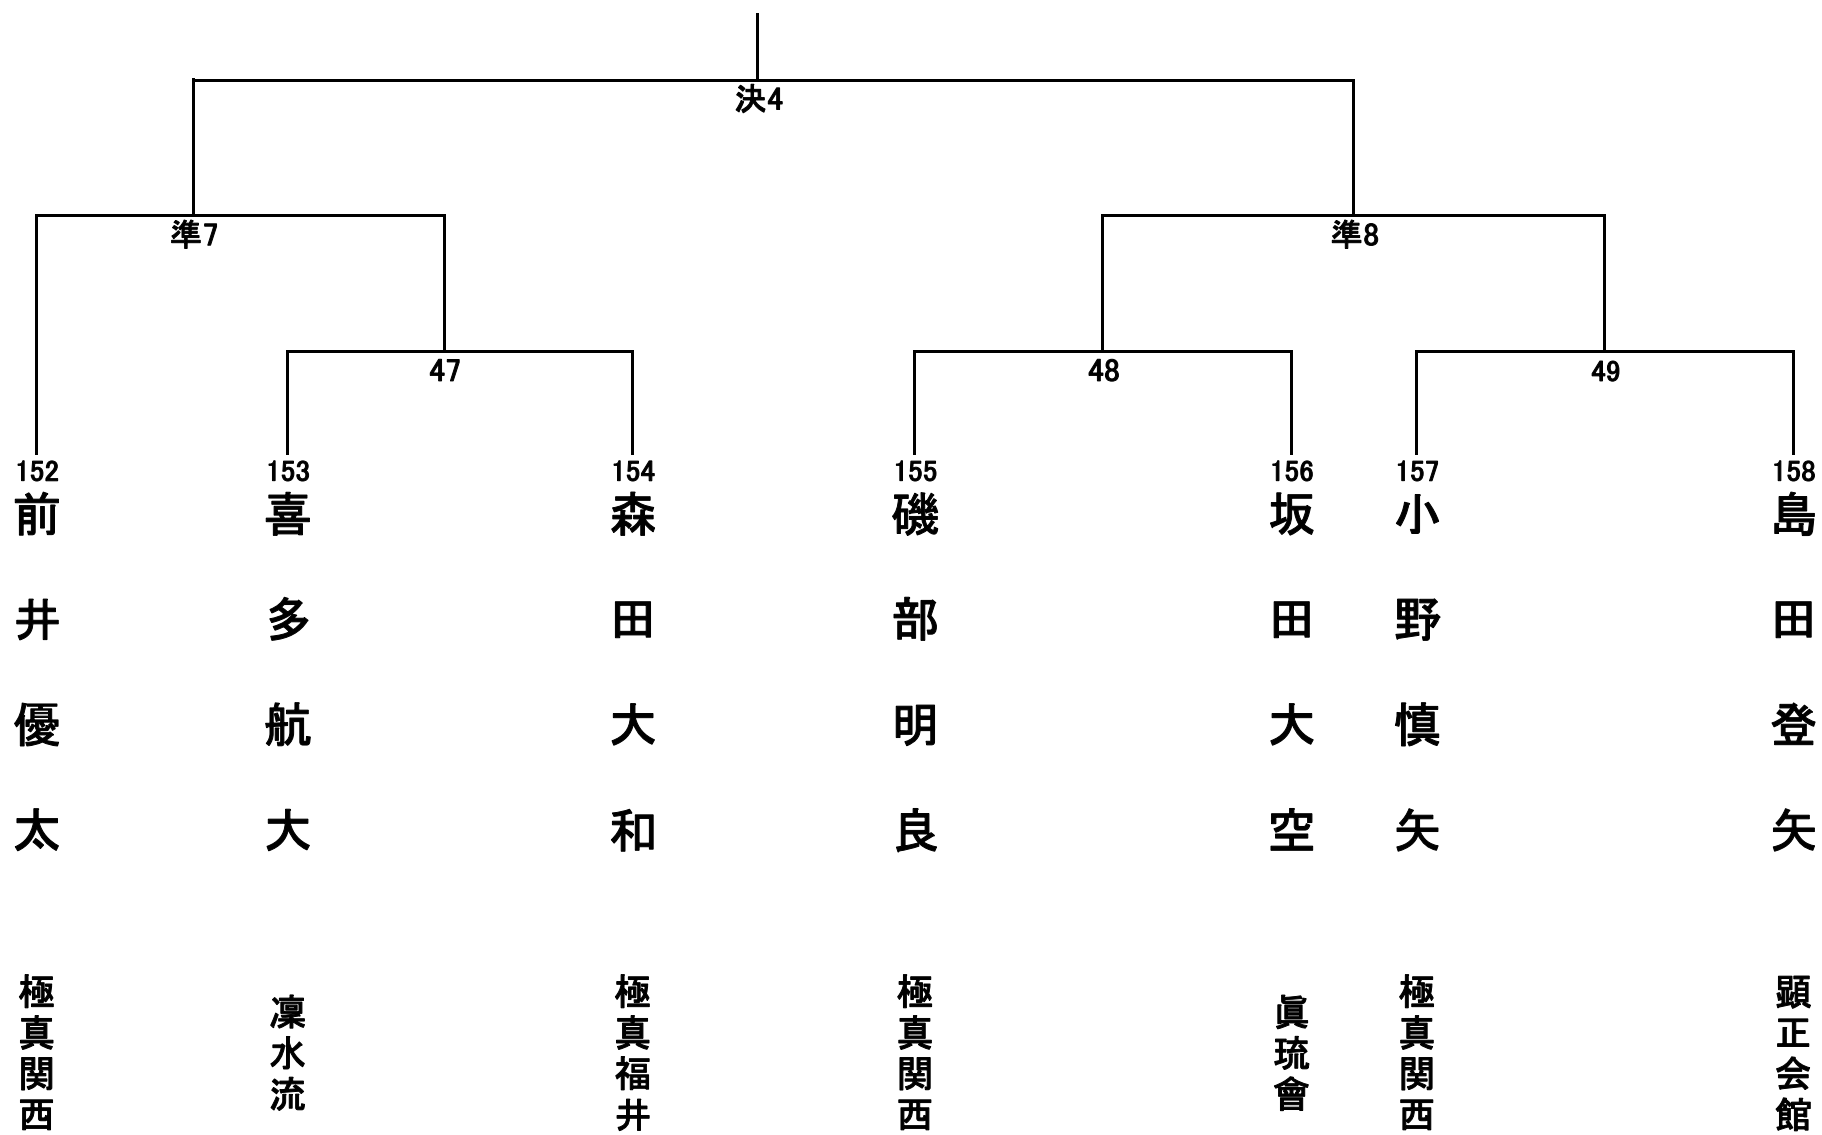 決4
準7
準8
47
48
49
152
153
154
155
156
157
158
前井優太
喜多航大
森田大和
磯部明良
坂田大空
小野慎矢
島田登矢
極真関西
凜水流
極真福井
極真関西
眞琉會
極真関西
顕正会館